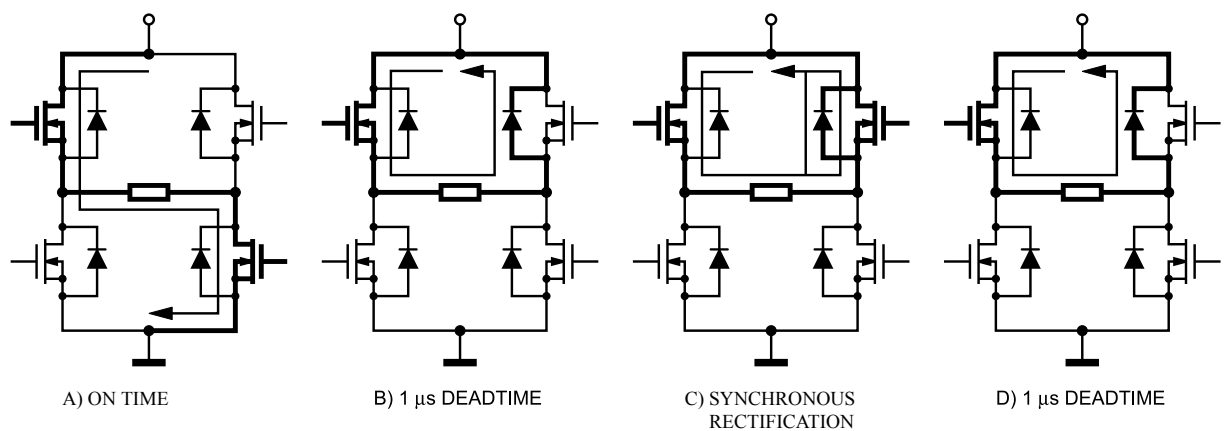 A) ON TIME
B) 1 μs DEADTIME
C) SYNCHRONOUS
RECTIFICATION
D) 1 μs DEADTIME